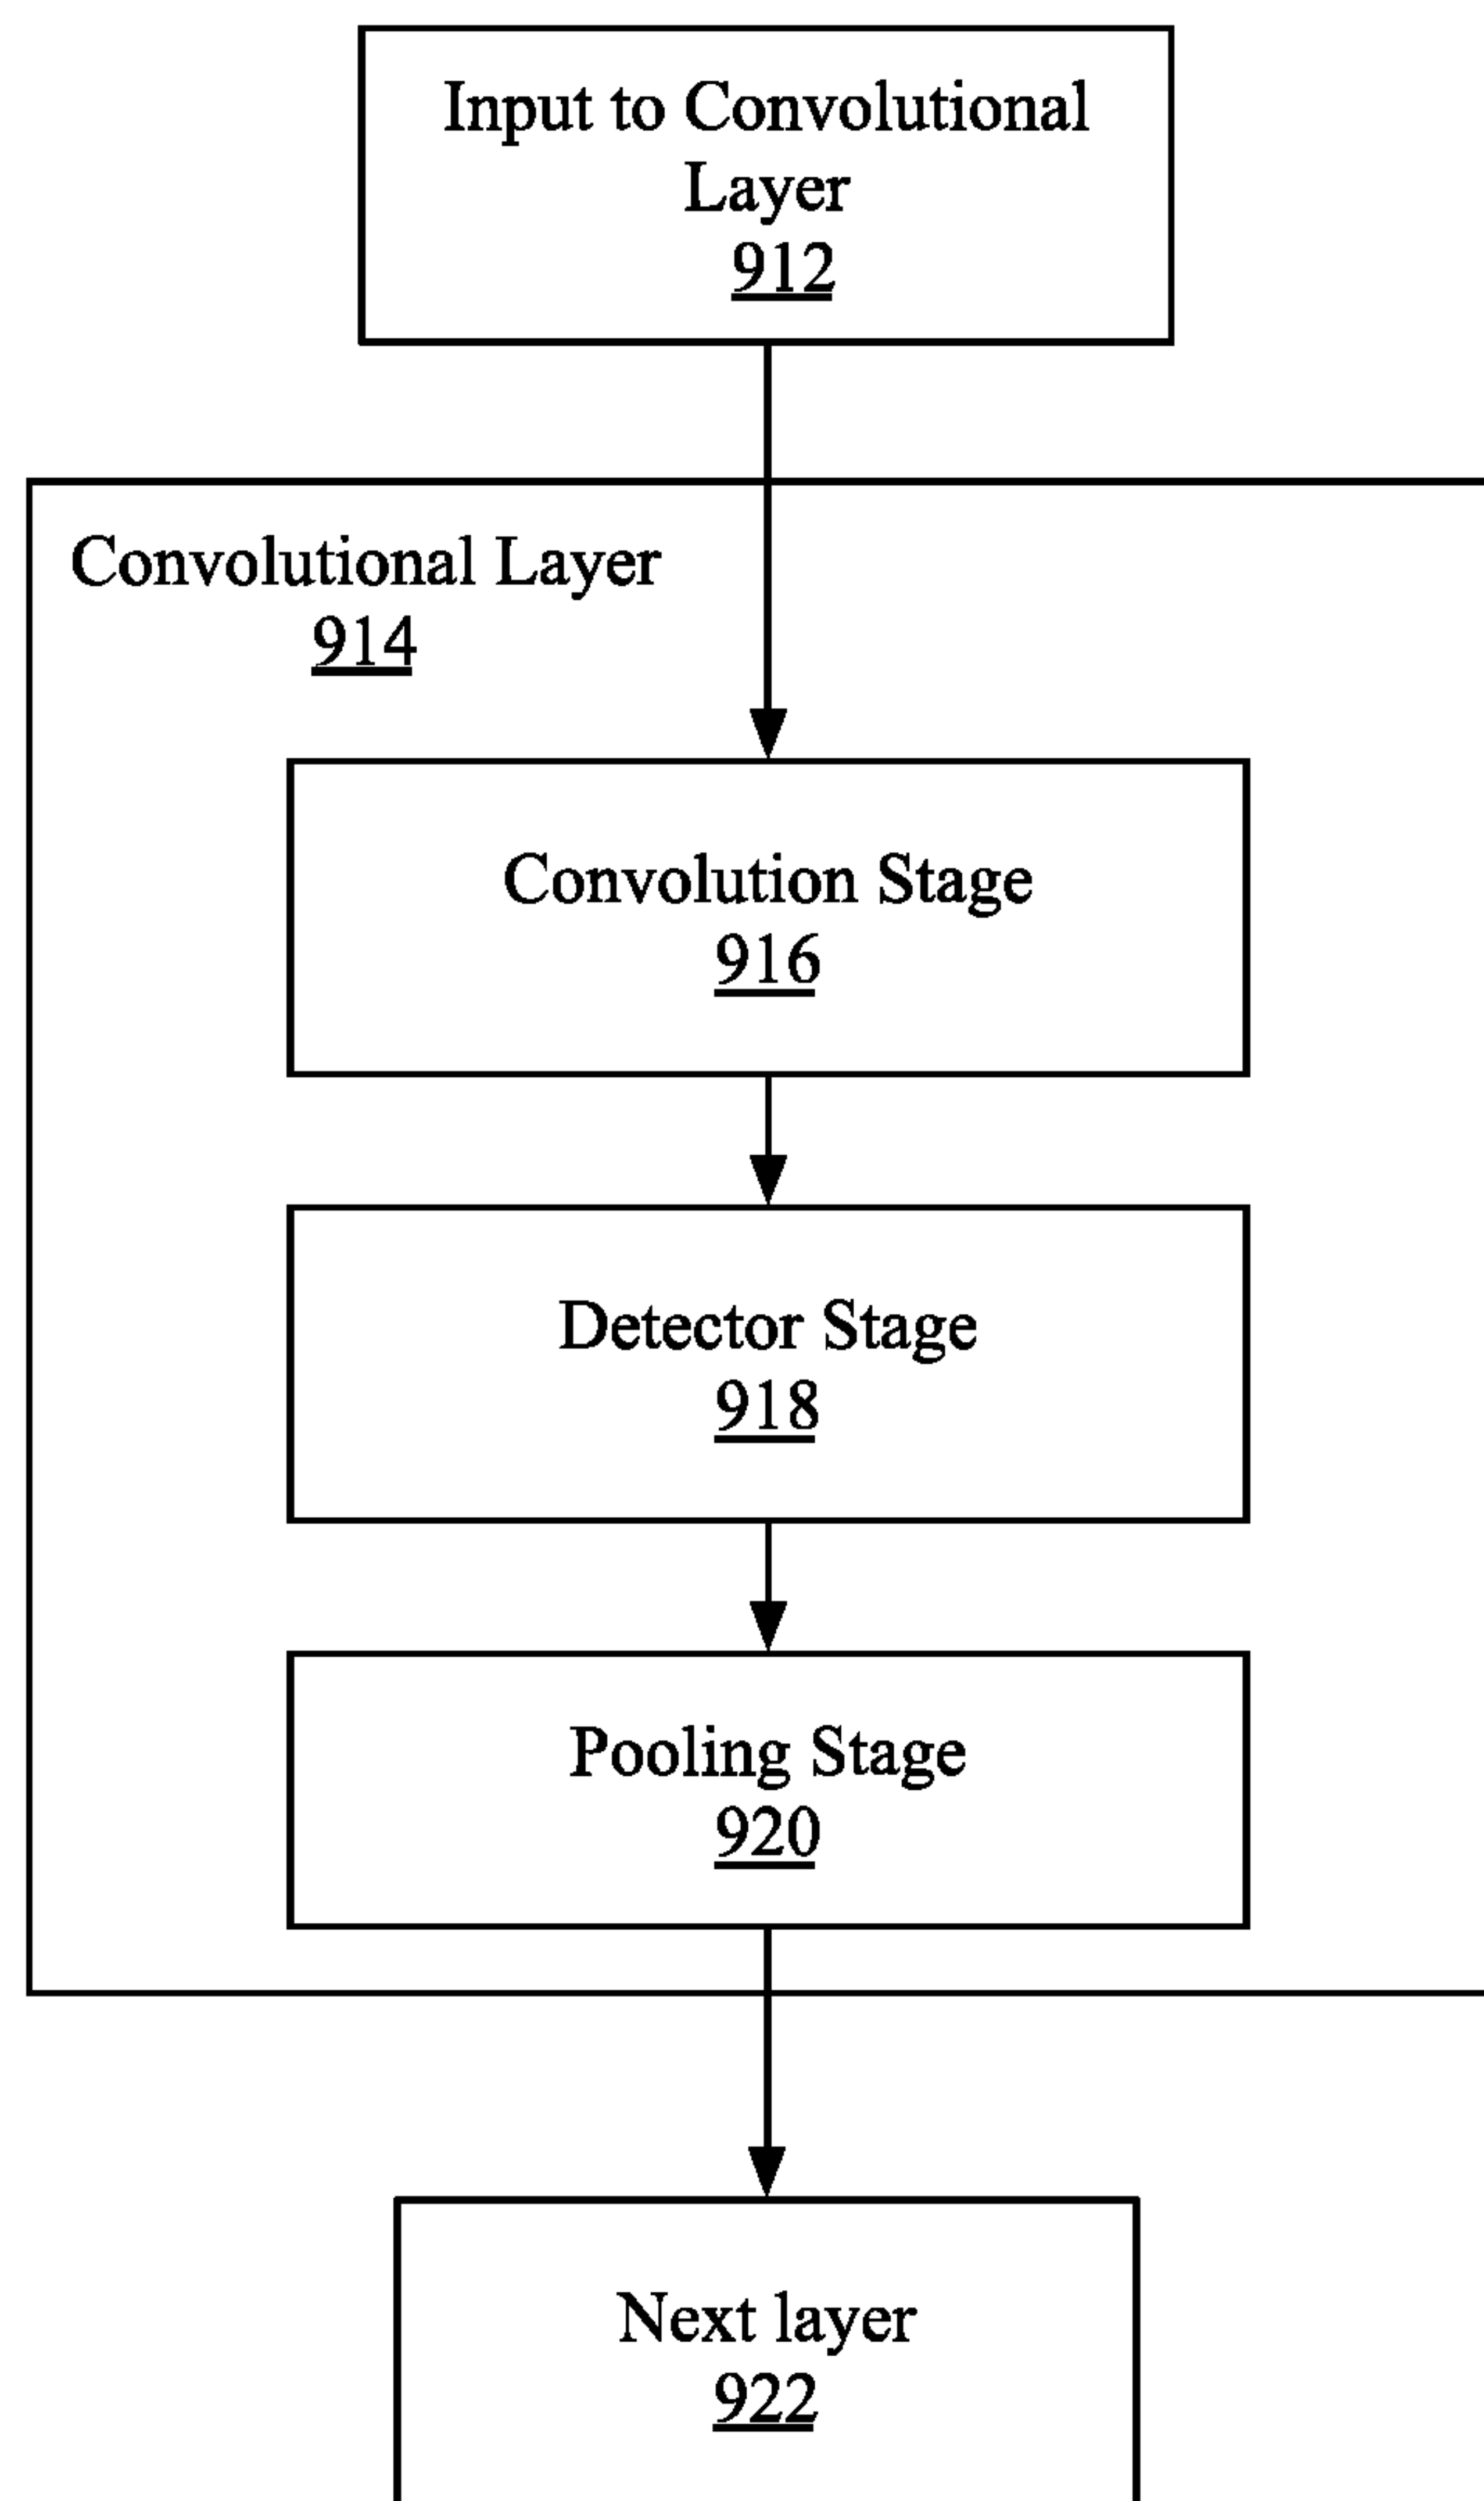 Input to Convolutional
Layer
912
Convolutional Layer
914
Convolution Stage
916
Detector Stage
918
Pooling Stage
920
Next layer
922